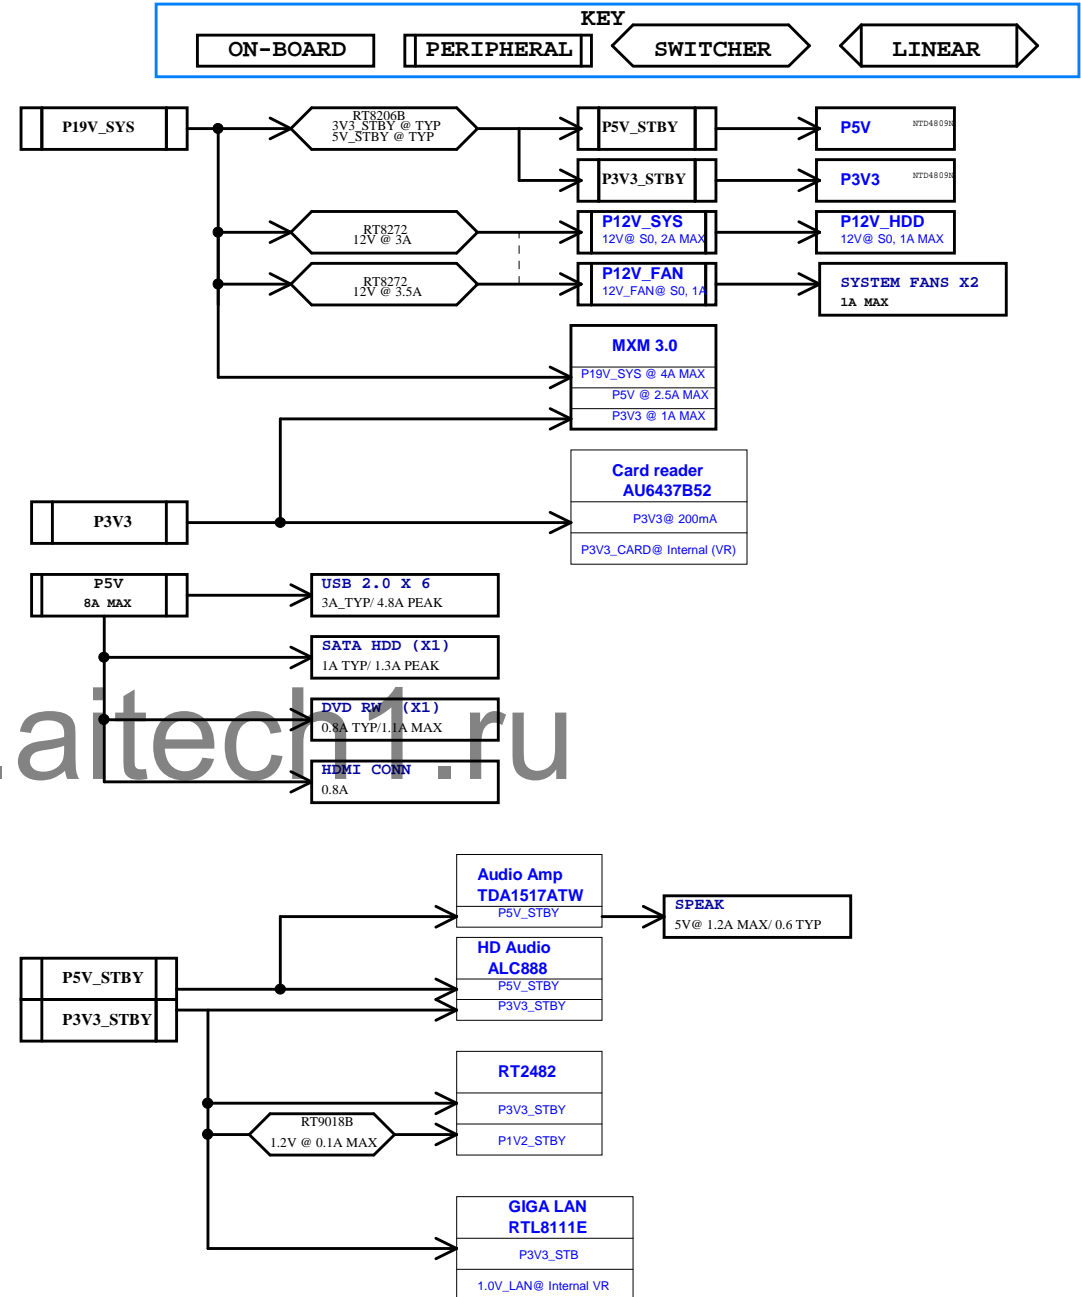 KEY
ON-BOARD
PERIPHERAL
SWITCHER
LINEAR
P19V_SYS
RT8206B
3V3_STBY @ TYP
5V_STBY @ TYP
P5V_STBY
P5V
NTD4809N
P3V3_STBY
P3V3
NTD4809N
RT8272
12V @ 3A
P12V_SYS
12V@ S0, 2A MAX
P12V_HDD
12V@ S0, 1A MAX
RT8272
12V @ 3.5A
P12V_FAN
12V_FAN@ S0, 1A
SYSTEM FANS X2
1A MAX
MXM 3.0
P19V_SYS @ 4A MAX
P5V @ 2.5A MAX
P3V3 @ 1A MAX
Card reader
AU6437B52
P3V3
P3V3@ 200mA
P3V3_CARD@ Internal (VR)
P5V
8A MAX
USB 2.0 X 6
3A_TYP/ 4.8A PEAK
SATA HDD (X1)
1A TYP/ 1.3A PEAK
DVD RW (X1)
0.8A TYP/1.1A MAX
.aitech1.ru
HDMI CONN
0.8A
Audio Amp
TDA1517ATW
P5V_STBY
SPEAK
5V@ 1.2A MAX/ 0.6 TYP
HD Audio
ALC888
P5V_STBY
P3V3_STBY
P5V_STBY
P3V3_STBY
RT2482
P3V3_STBY
P1V2_STBY
RT9018B
1.2V @ 0.1A MAX
GIGA LAN
RTL8111E
P3V3_STB
1.0V_LAN@ Internal VR